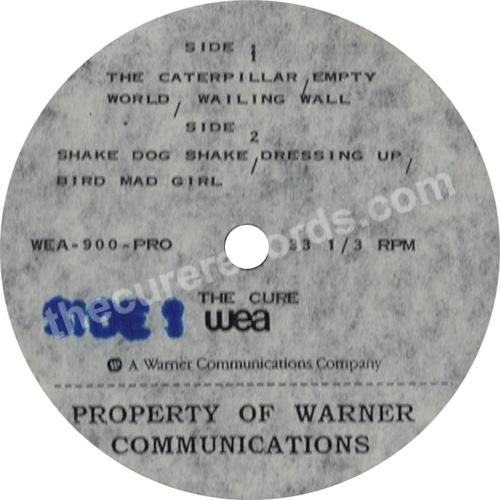 SIDE 1
THE CATERPILLAR/EMPTY
WORLD/ WAILING WALL
SIDE 2
SHAKE DOG SHAKE/DRESSING UP/
BIRD MAD GIRL
WEA-900-PRO 33 1/3 RPM
THE CURE
SIDE 1 wea
A Warner Communications Company
PROPERTY OF WARNER
COMMUNICATIONS
thecurerecords.com